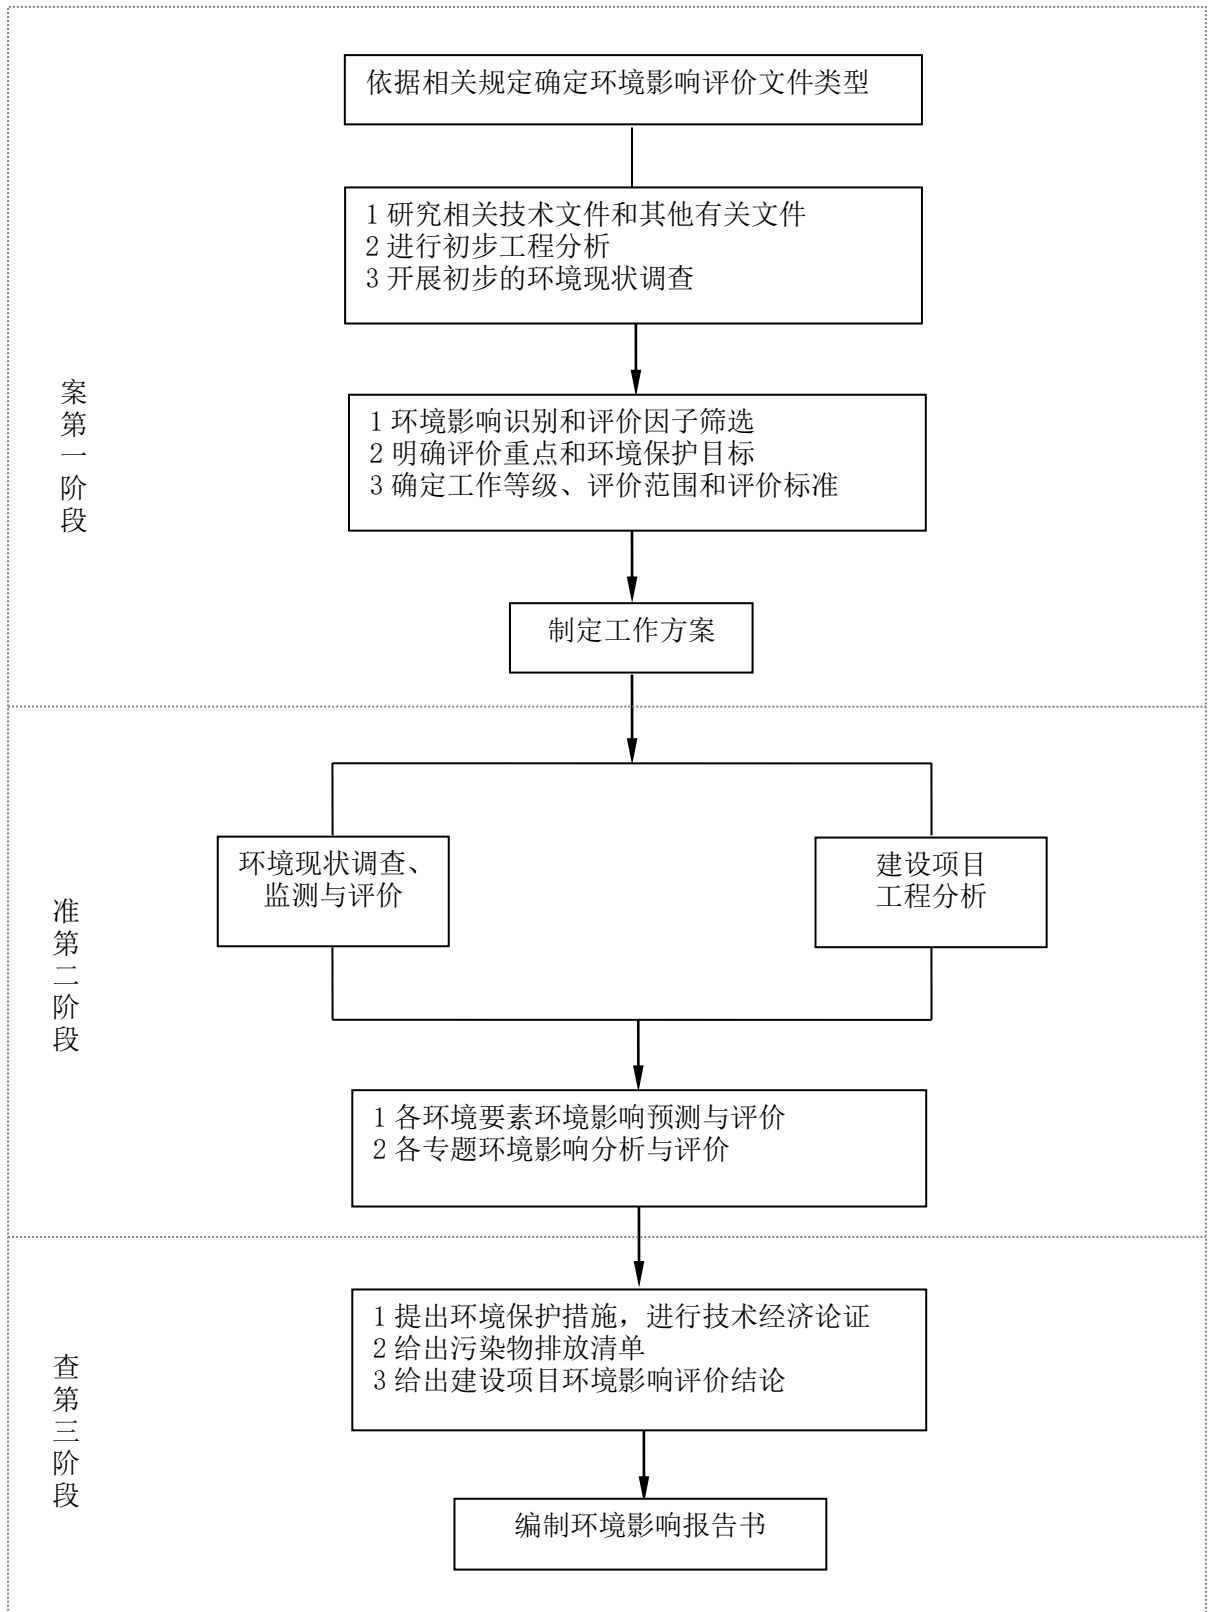 依据相关规定确定环境影响评价文件类型
1 研究相关技术文件和其他有关文件
2 进行初步工程分析
3 开展初步的环境现状调查
案第一阶段
1 环境影响识别和评价因子筛选
2 明确评价重点和环境保护目标
3 确定工作等级、评价范围和评价标准
制定工作方案
准第二阶段
环境现状调查、
监测与评价
建设项目
工程分析
1 各环境要素环境影响预测与评价
2 各专题环境影响分析与评价
查第三阶段
1 提出环境保护措施，进行技术经济论证
2 给出污染物排放清单
3 给出建设项目环境影响评价结论
编制环境影响报告书